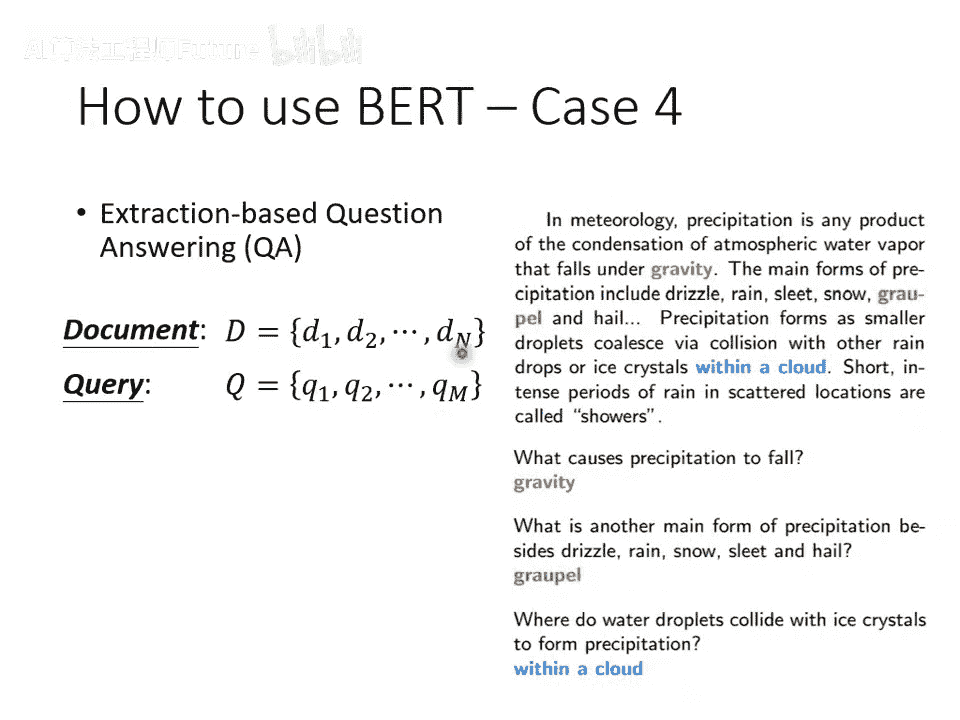 How to use BERT – Case 4
• Extraction-based Question
Answering (QA)
Document: D = {d₁, d₂, ⋯, d_N}
Query: Q = {q₁, q₂, ⋯, q_M}
In meteorology, precipitation is any product
of the condensation of atmospheric water vapor
that falls under gravity. The main forms of pre-
cipitation include drizzle, rain, sleet, snow, grau-
pel and hail... Precipitation forms as smaller
droplets coalesce via collision with other rain
drops or ice crystals within a cloud. Short, in-
tense periods of rain in scattered locations are
called “showers”.
What causes precipitation to fall?
gravity
What is another main form of precipitation be-
sides drizzle, rain, snow, sleet and hail?
graupel
Where do water droplets collide with ice crystals
to form precipitation?
within a cloud